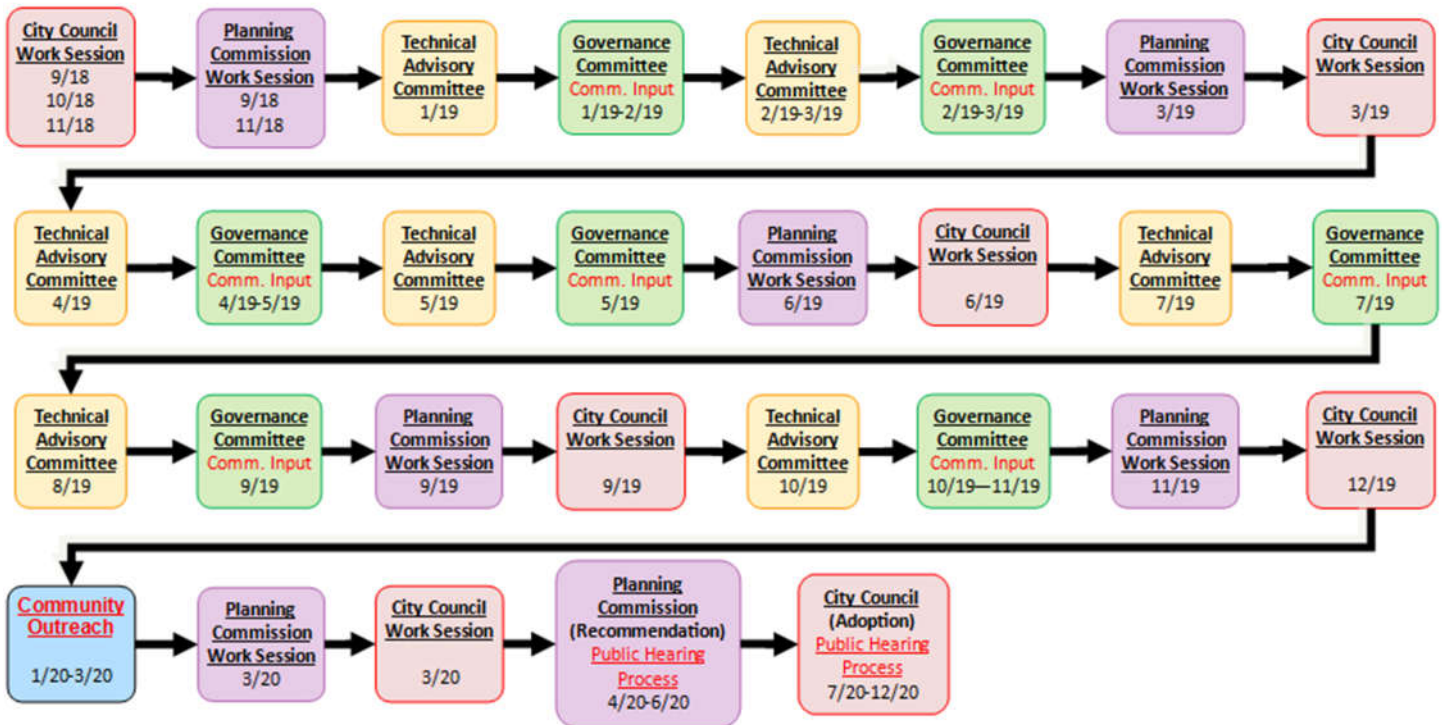 City Council
Work Session
9/18
10/18
11/18
Planning
Commission
Work Session
9/18
11/18
Technical
Advisory
Committee
1/19
Governance
Committee
Comm. Input
1/19-2/19
Technical
Advisory
Committee
2/19-3/19
Governance
Committee
Comm. Input
2/19-3/19
Planning
Commission
Work Session
3/19
City Council
Work Session
3/19
Technical
Advisory
Committee
4/19
Governance
Committee
Comm. Input
4/19-5/19
Technical
Advisory
Committee
5/19
Governance
Committee
Comm. Input
5/19
Planning
Commission
Work Session
6/19
City Council
Work Session
6/19
Technical
Advisory
Committee
7/19
Governance
Committee
Comm. Input
7/19
Technical
Advisory
Committee
8/19
Governance
Committee
Comm. Input
9/19
Planning
Commission
Work Session
9/19
City Council
Work Session
9/19
Technical
Advisory
Committee
10/19
Governance
Committee
Comm. Input
10/19—11/19
Planning
Commission
Work Session
11/19
City Council
Work Session
12/19
Community
Outreach
1/20-3/20
Planning
Commission
Work Session
3/20
City Council
Work Session
3/20
Planning
Commission
(Recommendation)
Public Hearing
Process
4/20-6/20
City Council
(Adoption)
Public Hearing
Process
7/20-12/20